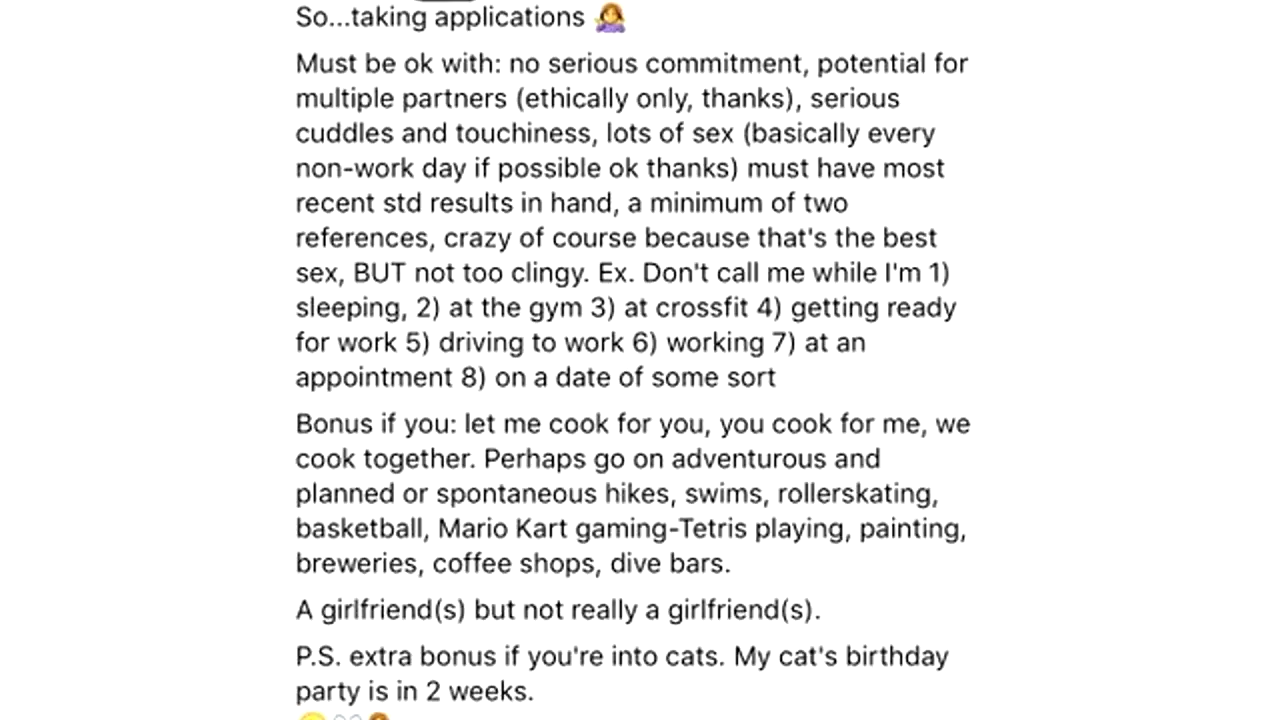 So...taking applications 🙇‍♀️
Must be ok with: no serious commitment, potential for
multiple partners (ethically only, thanks), serious
cuddles and touchiness, lots of sex (basically every
non-work day if possible ok thanks) must have most
recent std results in hand, a minimum of two
references, crazy of course because that's the best
sex, BUT not too clingy. Ex. Don't call me while I'm 1)
sleeping, 2) at the gym 3) at crossfit 4) getting ready
for work 5) driving to work 6) working 7) at an
appointment 8) on a date of some sort
Bonus if you: let me cook for you, you cook for me, we
cook together. Perhaps go on adventurous and
planned or spontaneous hikes, swims, rollerskating,
basketball, Mario Kart gaming-Tetris playing, painting,
breweries, coffee shops, dive bars.
A girlfriend(s) but not really a girlfriend(s).
P.S. extra bonus if you're into cats. My cat's birthday
party is in 2 weeks.